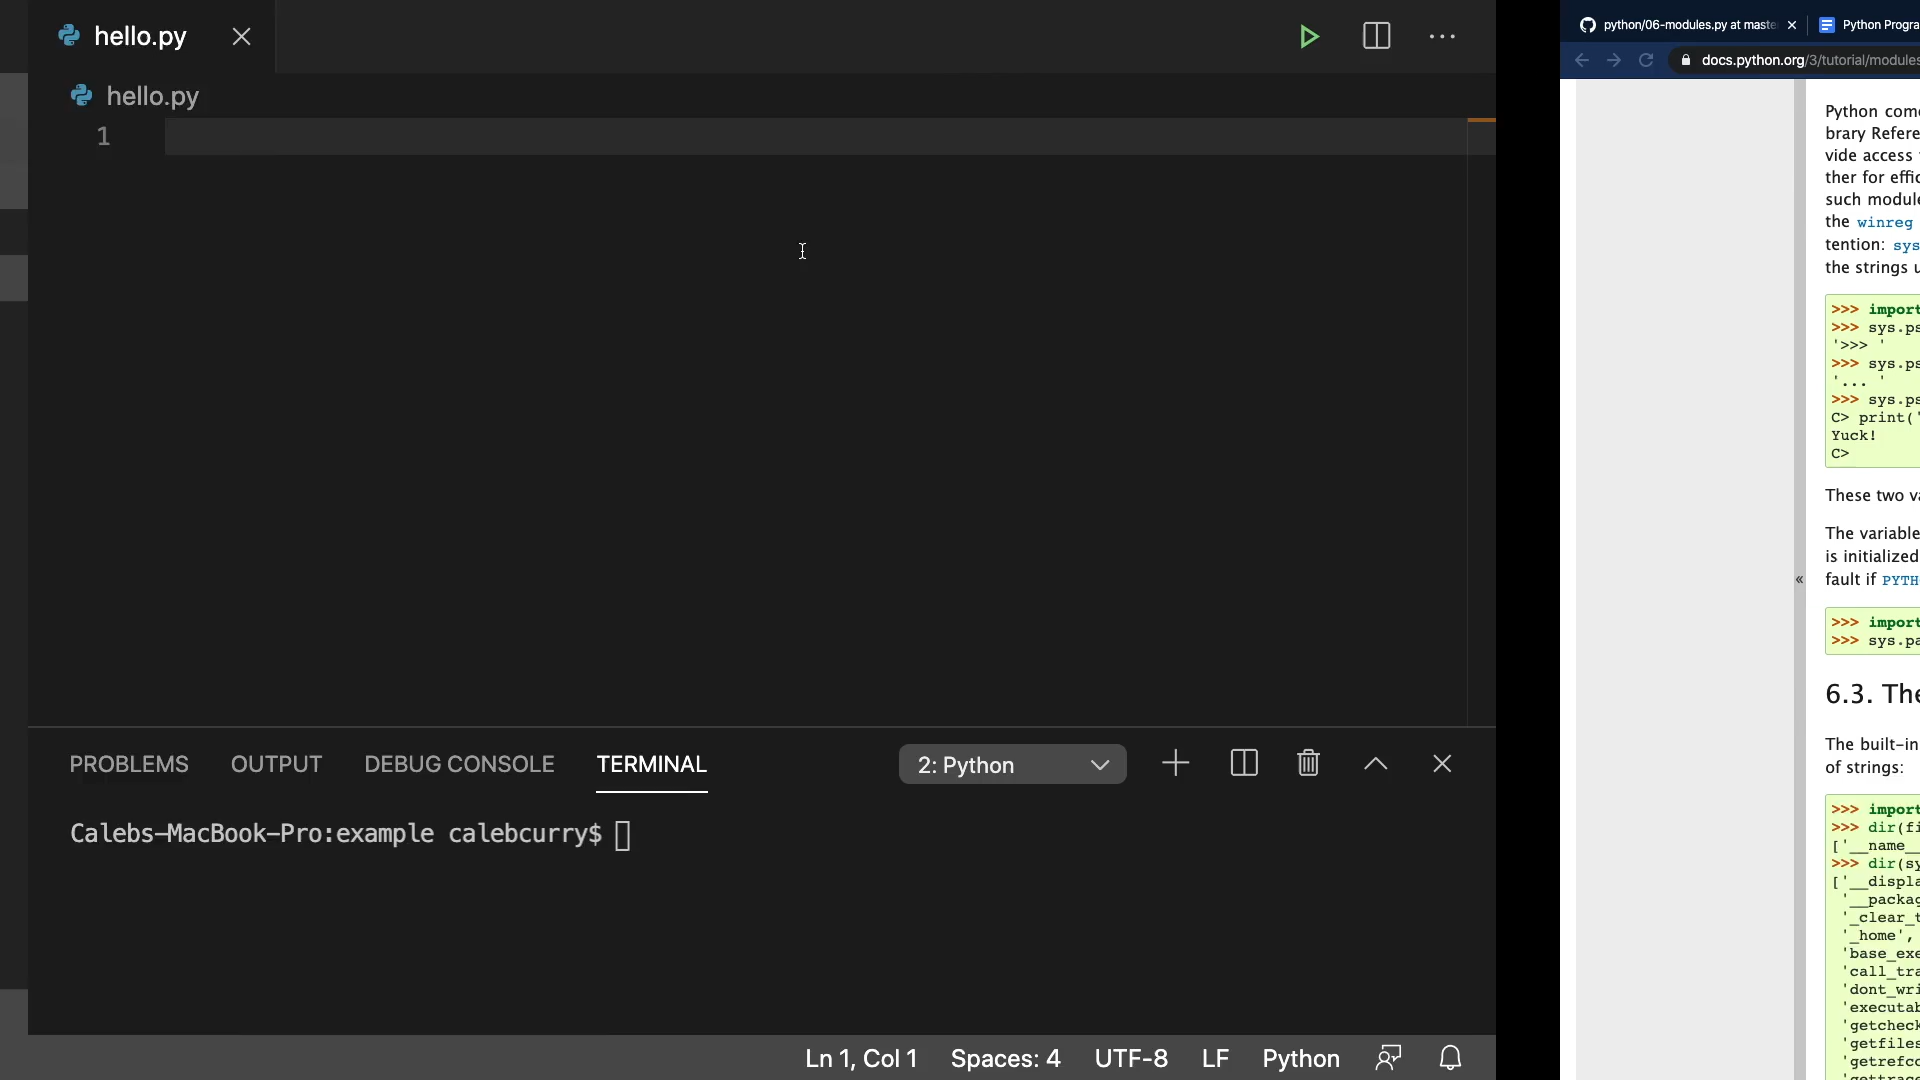 hello.py
hello.py
1
PROBLEMS OUTPUT DEBUG CONSOLE TERMINAL 2: Python
Calebs-MacBook-Pro:example calebcurry$
Ln 1, Col 1 Spaces: 4 UTF-8 LF Python
python/06-modules.py at maste Python Progra
docs.python.org/3/tutorial/modules
Python come
brary Refere
vide access
ther for effic
such module
the winreg
tention: sys
the strings u
>>> import
>>> sys.ps
'>>> '
>>> sys.ps
'... '
>>> sys.ps
C> print('
Yuck!
C>
These two va
The variable
is initialized
fault if PYTH
«
>>> import
>>> sys.pa
6.3. The
The built-in
of strings:
>>> import
>>> dir(fi
['__name__
>>> dir(sy
['__displa
'__packag
'_clear_t
'_home',
'base_exe
'call_tra
'dont_wri
'executab
'getcheck
'getfiles
'getrefco
'gettrace